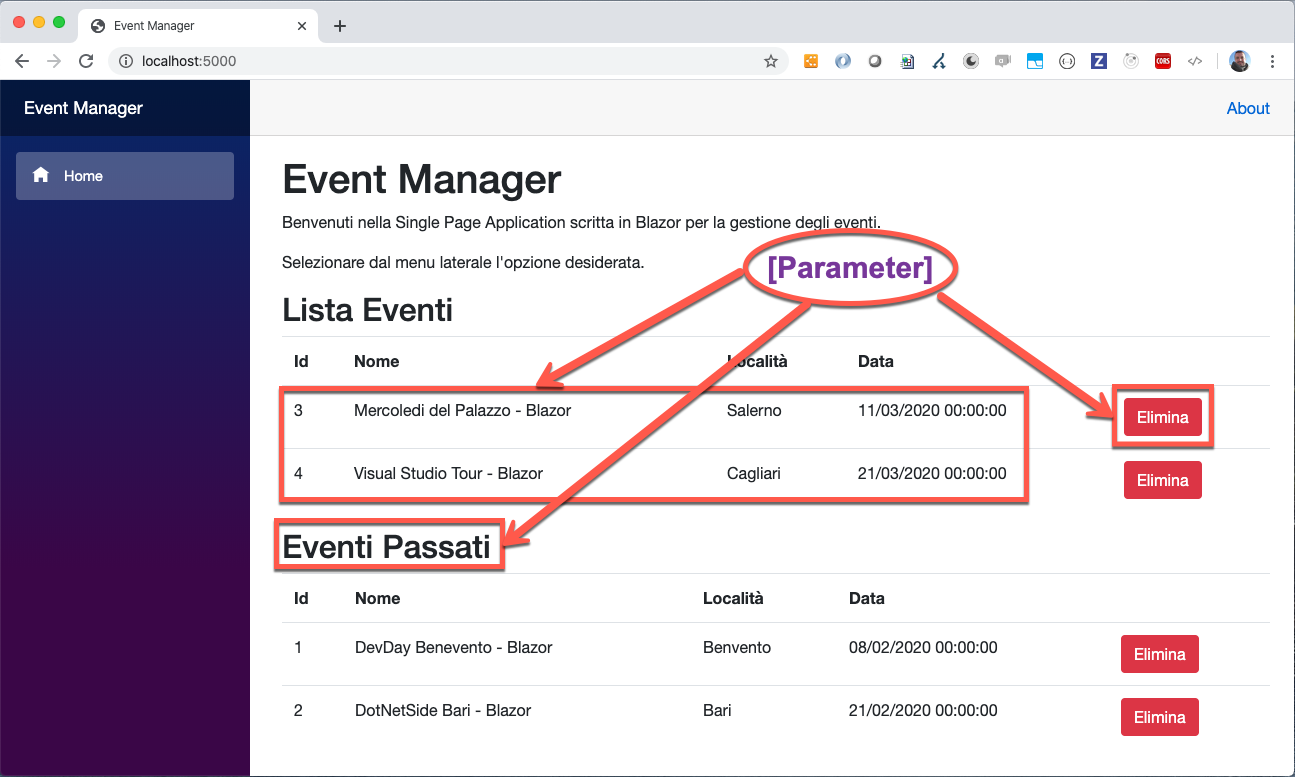 Event Manager
localhost:5000
CORS
Event Manager
About
Home
Event Manager
Benvenuti nella Single Page Application scritta in Blazor per la gestione degli eventi.
Selezionare dal menu laterale l'opzione desiderata.
[Parameter]
Lista Eventi
Id Nome Località Data
3 Mercoledi del Palazzo - Blazor Salerno 11/03/2020 00:00:00 Elimina
4 Visual Studio Tour - Blazor Cagliari 21/03/2020 00:00:00 Elimina
Eventi Passati
Id Nome Località Data
1 DevDay Benevento - Blazor Benvento 08/02/2020 00:00:00 Elimina
2 DotNetSide Bari - Blazor Bari 21/02/2020 00:00:00 Elimina